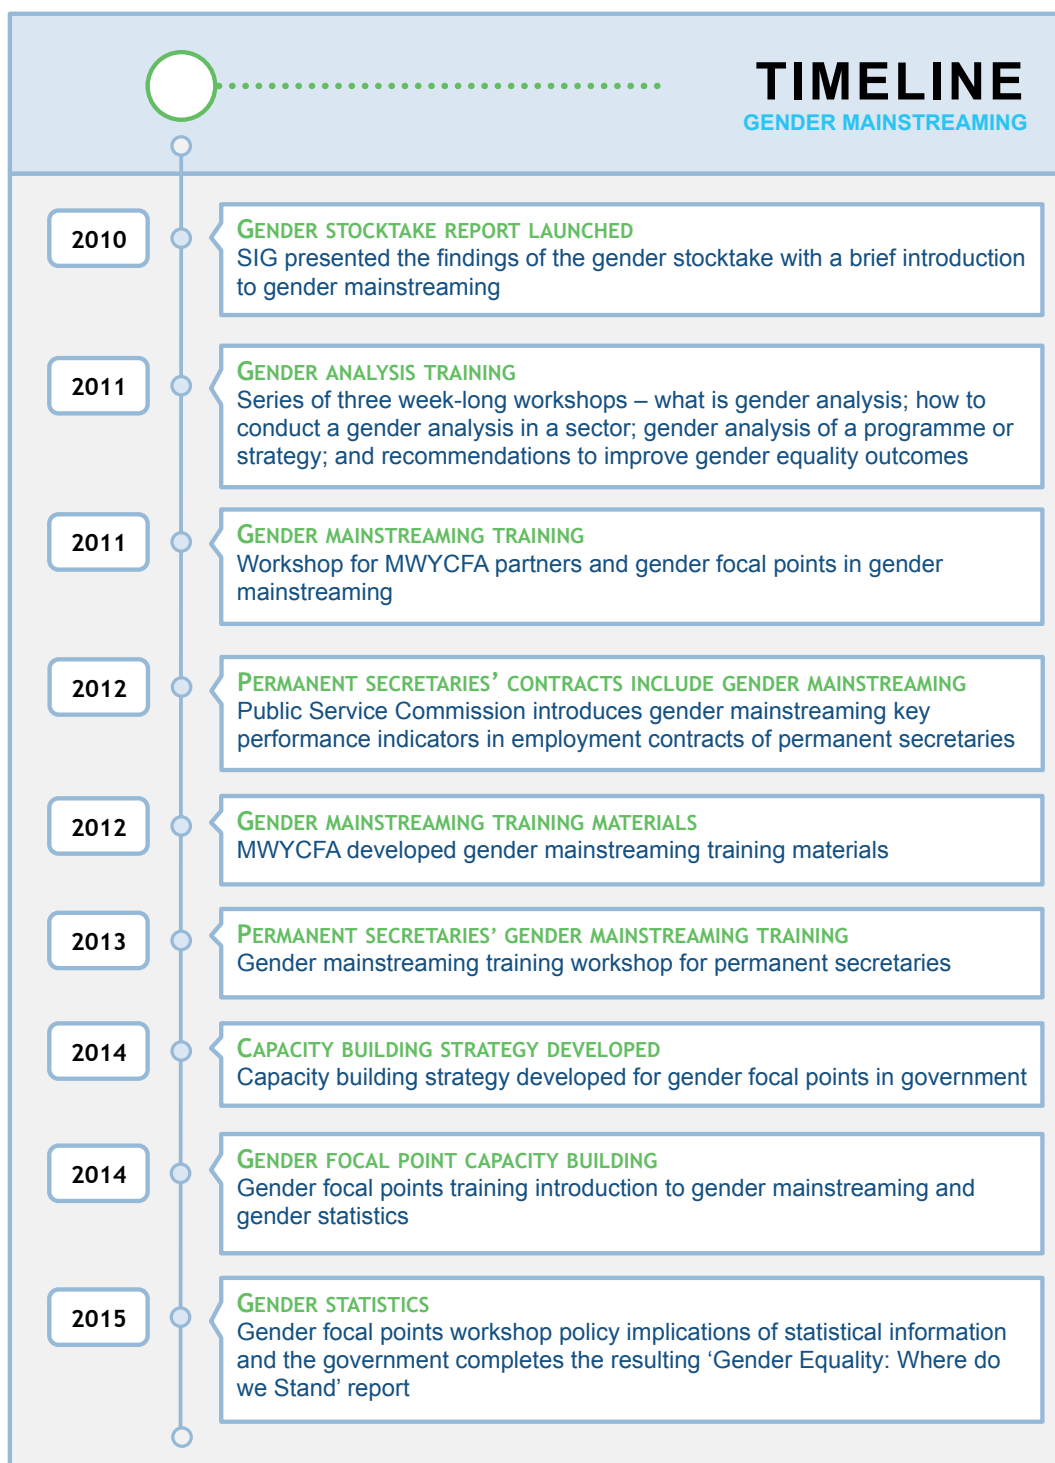 TIMELINE
GENDER MAINSTREAMING
2010
GENDER STOCKTAKE REPORT LAUNCHED
SIG presented the findings of the gender stocktake with a brief introduction
to gender mainstreaming
2011
GENDER ANALYSIS TRAINING
Series of three week-long workshops – what is gender analysis; how to
conduct a gender analysis in a sector; gender analysis of a programme or
strategy; and recommendations to improve gender equality outcomes
2011
GENDER MAINSTREAMING TRAINING
Workshop for MWYCFA partners and gender focal points in gender
mainstreaming
2012
PERMANENT SECRETARIES’ CONTRACTS INCLUDE GENDER MAINSTREAMING
Public Service Commission introduces gender mainstreaming key
performance indicators in employment contracts of permanent secretaries
2012
GENDER MAINSTREAMING TRAINING MATERIALS
MWYCFA developed gender mainstreaming training materials
2013
PERMANENT SECRETARIES’ GENDER MAINSTREAMING TRAINING
Gender mainstreaming training workshop for permanent secretaries
2014
CAPACITY BUILDING STRATEGY DEVELOPED
Capacity building strategy developed for gender focal points in government
2014
GENDER FOCAL POINT CAPACITY BUILDING
Gender focal points training introduction to gender mainstreaming and
gender statistics
2015
GENDER STATISTICS
Gender focal points workshop policy implications of statistical information
and the government completes the resulting ‘Gender Equality: Where do
we Stand’ report